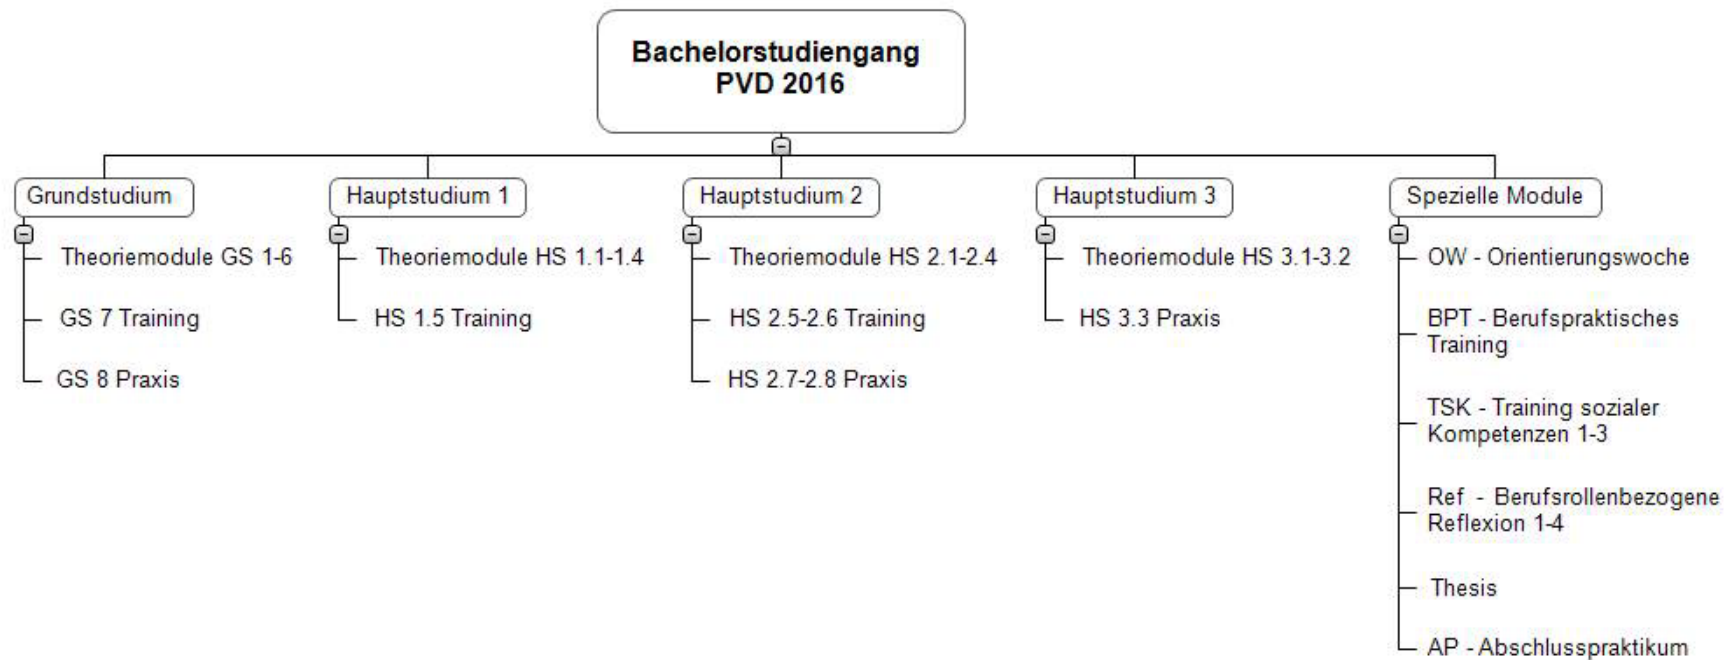 Bachelorstudiengang
PVD 2016
Grundstudium
Theoriemodule GS 1-6
GS 7 Training
GS 8 Praxis
Hauptstudium 1
Theoriemodule HS 1.1-1.4
HS 1.5 Training
Hauptstudium 2
Theoriemodule HS 2.1-2.4
HS 2.5-2.6 Training
HS 2.7-2.8 Praxis
Hauptstudium 3
Theoriemodule HS 3.1-3.2
HS 3.3 Praxis
Spezielle Module
OW - Orientierungswoche
BPT - Berufspraktisches
Training
TSK - Training sozialer
Kompetenzen 1-3
Ref - Berufsrollenbezogene
Reflexion 1-4
Thesis
AP - Abschlusspraktikum